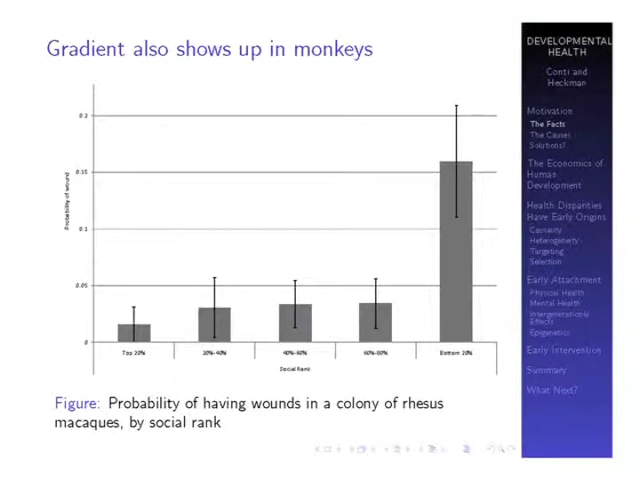 Gradient also shows up in monkeys
0.2
0.15
0.1
0.05
0
Probability of wound
Top 20%
20%-40%
40%-60%
60%-80%
Bottom 20%
Social Rank
Figure: Probability of having wounds in a colony of rhesus
macaques, by social rank
DEVELOPMENTAL
HEALTH
Conti and
Heckman
Motivation
The Facts
The Causes
Solutions?
The Economics of
Human
Development
Health Disparities
Have Early Origins
Causality
Heterogeneity
Targeting
Selection
Early Attachment
Physical Health
Mental Health
Intergenerational
Effects
Epigenetics
Early Intervention
Summary
What Next?